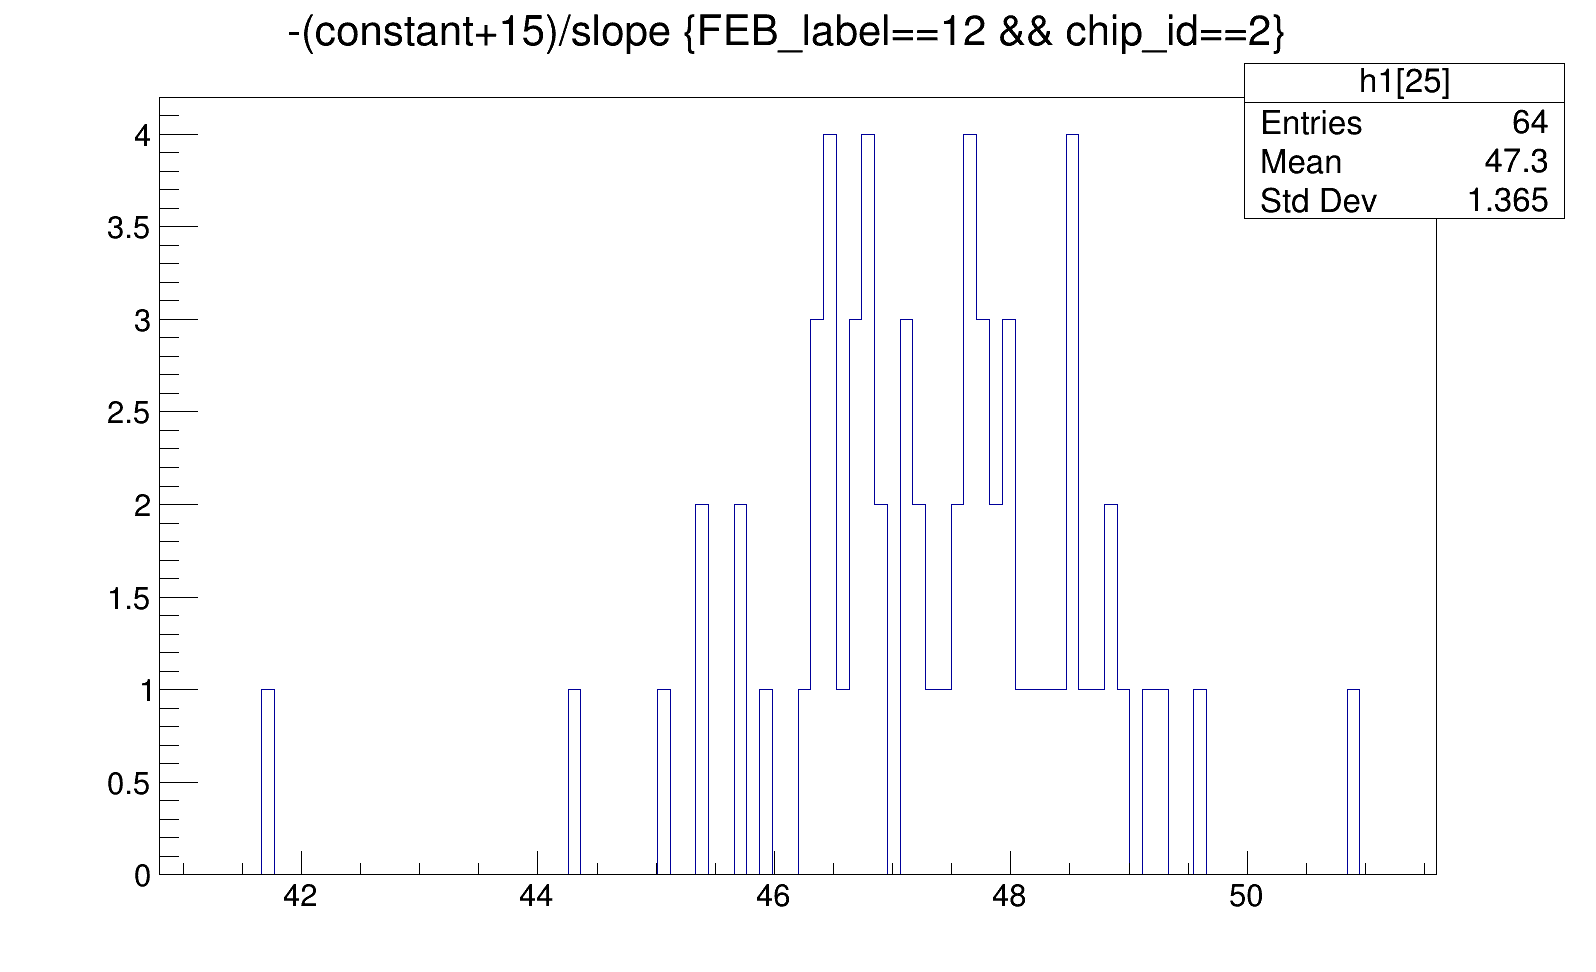 -(constant+15)/slope {FEB_label==12 && chip_id==2}
h1[25]
Entries 64
Mean 47.3
Std Dev 1.365
4
3.5
3
2.5
2
1.5
1
0.5
0
42 44 46 48 50